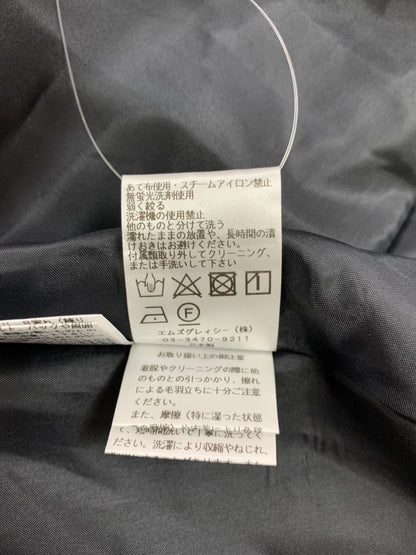 あて布使用・スチームアイロン禁止
無蛍光洗剤使用
弱く絞る
洗濯機の使用禁止
他のものと分けて洗う
濡れたままの放置や、長時間の漬
けおきはお避けください。
付属類取り外してクリーニング、
または手洗いして下さい
F
エムズグレイシー(株)
03-3470-9211
日本製
お取り扱い上の御注意
着脱やクリーニングの際に他
のものとの引っかかり、擦れ
による毛羽立ちに十分ご注意
ください。
また、摩擦(特に湿った状態
ください。洗濯により収縮やねじれ、